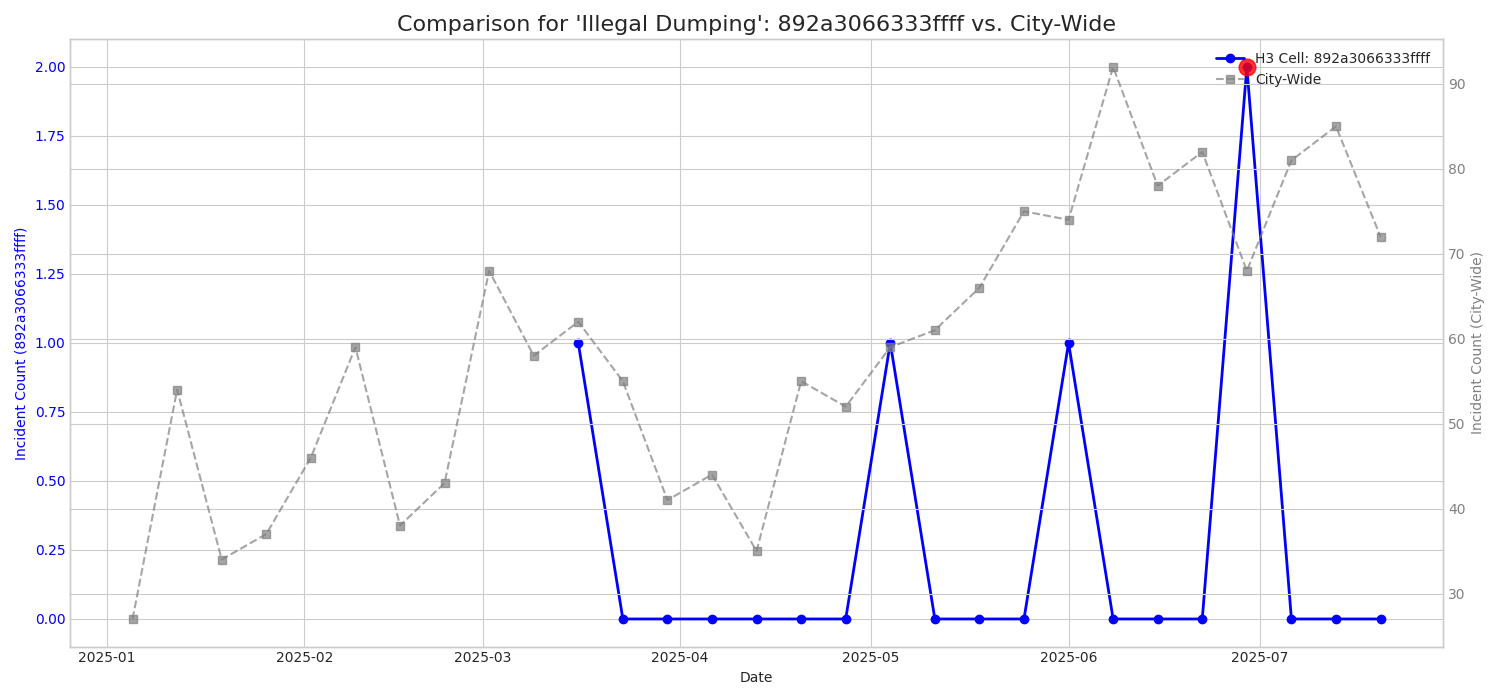 Comparison for 'Illegal Dumping': 892a3066333ffff vs. City-Wide
H3 Cell: 892a3066333ffff
City-Wide
Incident Count (892a3066333ffff)
2.00
1.75
1.50
1.25
1.00
0.75
0.50
0.25
0.00
90
80
70
60
50
40
30
Incident Count (City-Wide)
2025-01 2025-02 2025-03 2025-04 2025-05 2025-06 2025-07
Date